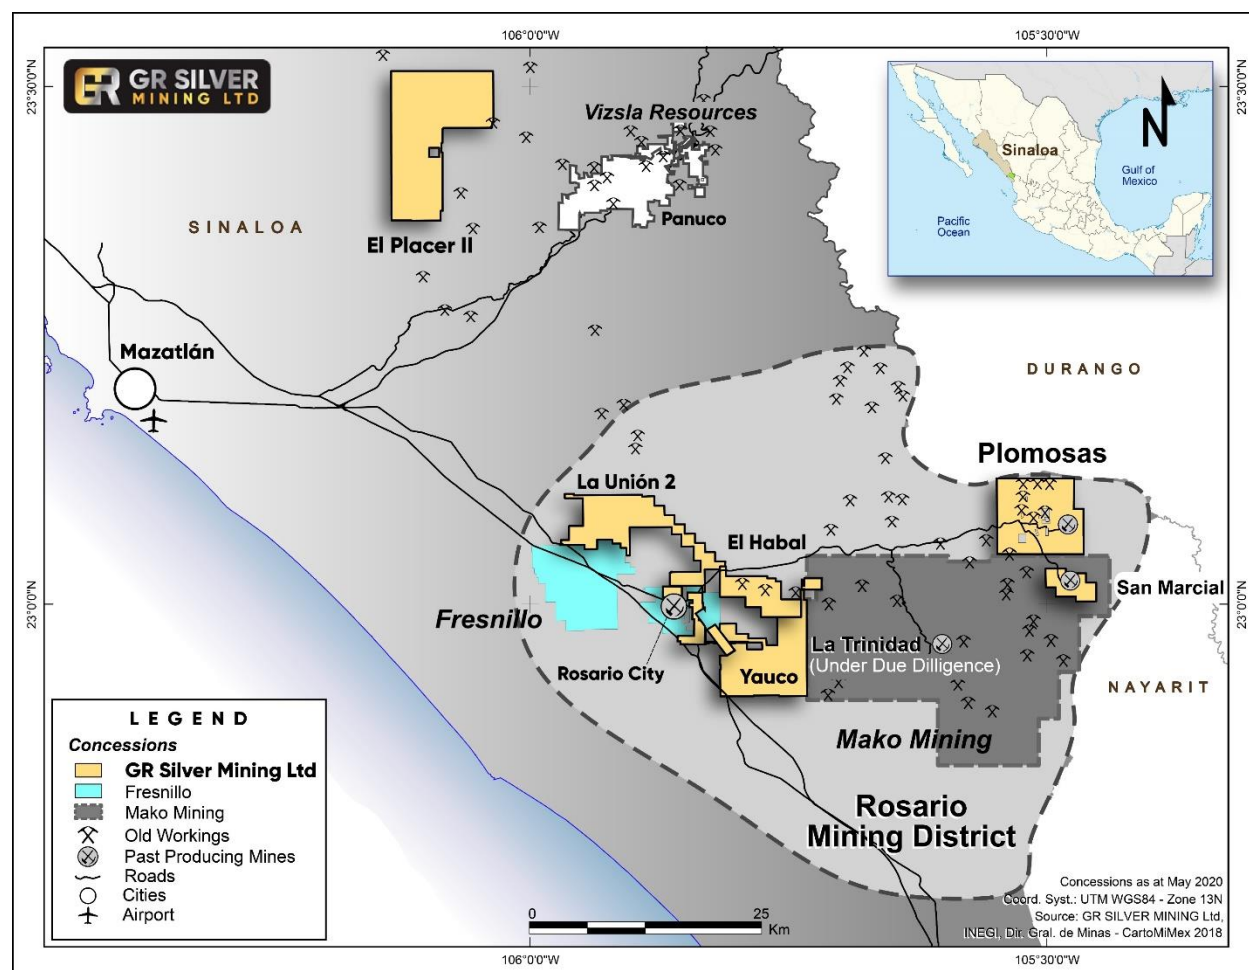 106°0'0"W
105°30'0"W
GR SILVER
MINING LTD
23°30'0"N
23°30'0"N
Vizsla Resources
Sinaloa
N
Gulf of
Mexico
Pacific
Ocean
SINALOA
El Placer II
Panuco
Mazatlán
DURANGO
Plomosas
La Unión 2
El Habal
San Marcial
23°0'0"N
23°0'0"N
Fresnillo
La Trinidad
(Under Due Dilligence)
Rosario City
Yauco
NAYARIT
Mako Mining
Rosario
Mining District
LEGEND
Concessions
GR Silver Mining Ltd
Fresnillo
Mako Mining
Old Workings
Past Producing Mines
Roads
Cities
Airport
0 25
Km
Concessions as at May 2020
Coord. Syst.: UTM WGS84 - Zone 13N
Source: GR SILVER MINING Ltd,
INEGI, Dir. Gral. de Minas - CartoMiMex 2018
106°0'0"W
105°30'0"W